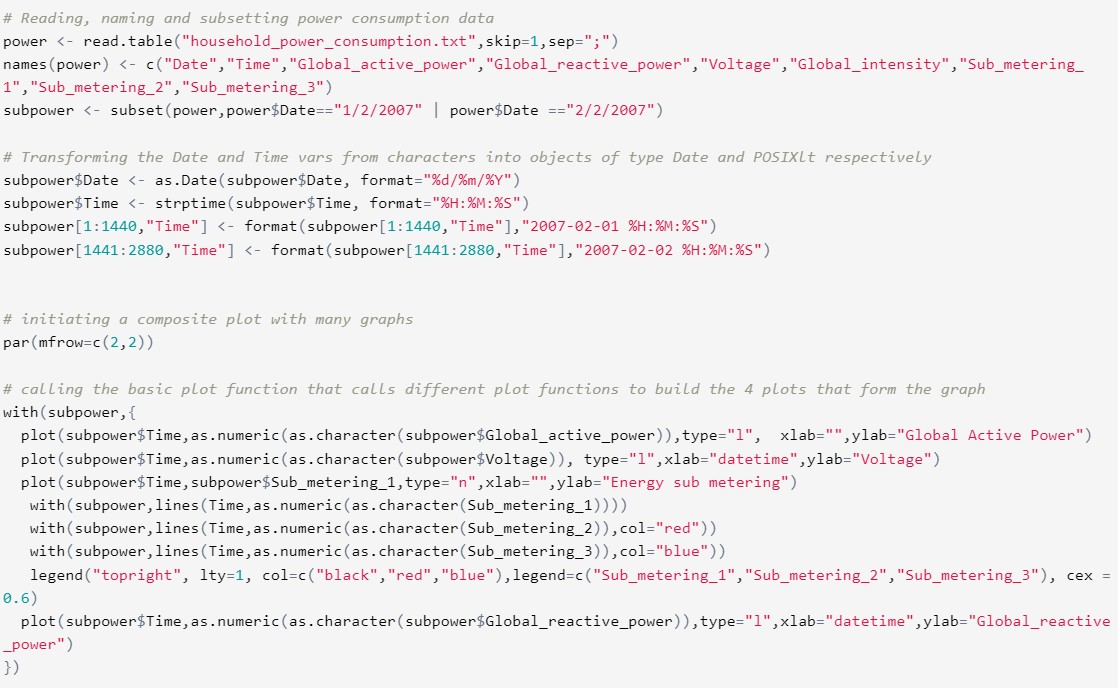 # Reading, naming and subsetting power consumption data
power <- read.table("household_power_consumption.txt",skip=1,sep=";")
names(power) <- c("Date","Time","Global_active_power","Global_reactive_power","Voltage","Global_intensity","Sub_metering_
1","Sub_metering_2","Sub_metering_3")
subpower <- subset(power,power$Date=="1/2/2007" | power$Date =="2/2/2007")

# Transforming the Date and Time vars from characters into objects of type Date and POSIXlt respectively
subpower$Date <- as.Date(subpower$Date, format="%d/%m/%Y")
subpower$Time <- strptime(subpower$Time, format="%H:%M:%S")
subpower[1:1440,"Time"] <- format(subpower[1:1440,"Time"],"2007-02-01 %H:%M:%S")
subpower[1441:2880,"Time"] <- format(subpower[1441:2880,"Time"],"2007-02-02 %H:%M:%S")

# initiating a composite plot with many graphs
par(mfrow=c(2,2))

# calling the basic plot function that calls different plot functions to build the 4 plots that form the graph
with(subpower,{
  plot(subpower$Time,as.numeric(as.character(subpower$Global_active_power)),type="l",  xlab="",ylab="Global Active Power")
  plot(subpower$Time,as.numeric(as.character(subpower$Voltage)), type="l",xlab="datetime",ylab="Voltage")
  plot(subpower$Time,subpower$Sub_metering_1,type="n",xlab="",ylab="Energy sub metering")
   with(subpower,lines(Time,as.numeric(as.character(Sub_metering_1))))
   with(subpower,lines(Time,as.numeric(as.character(Sub_metering_2)),col="red"))
   with(subpower,lines(Time,as.numeric(as.character(Sub_metering_3)),col="blue"))
   legend("topright", lty=1, col=c("black","red","blue"),legend=c("Sub_metering_1","Sub_metering_2","Sub_metering_3"), cex =
0.6)
  plot(subpower$Time,as.numeric(as.character(subpower$Global_reactive_power)),type="l",xlab="datetime",ylab="Global_reactive
_power")
})